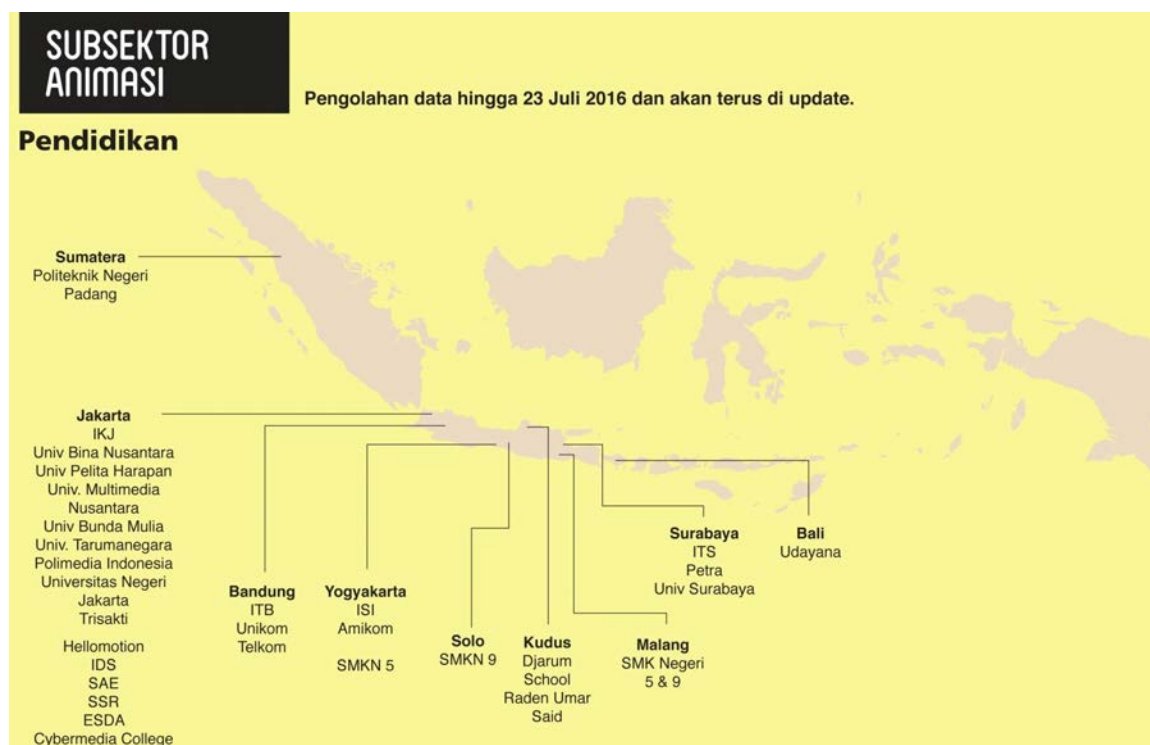 SUBSEKTOR
ANIMASI
Pengolahan data hingga 23 Juli 2016 dan akan terus di update.
Pendidikan
Sumatera
Politeknik Negeri
Padang
Jakarta
IKJ
Univ Bina Nusantara
Univ Pelita Harapan
Univ. Multimedia
Nusantara
Univ Bunda Mulia
Univ. Tarumanegara
Polimedia Indonesia
Universitas Negeri
Jakarta
Trisakti
Hellomotion
IDS
SAE
SSR
ESDA
Cybermedia College
Bandung
ITB
Unikom
Telkom
Yogyakarta
ISI
Amikom
SMKN 5
Solo
SMKN 9
Kudus
Djarum
School
Raden Umar
Said
Malang
SMK Negeri
5 & 9
Surabaya
ITS
Petra
Univ Surabaya
Bali
Udayana